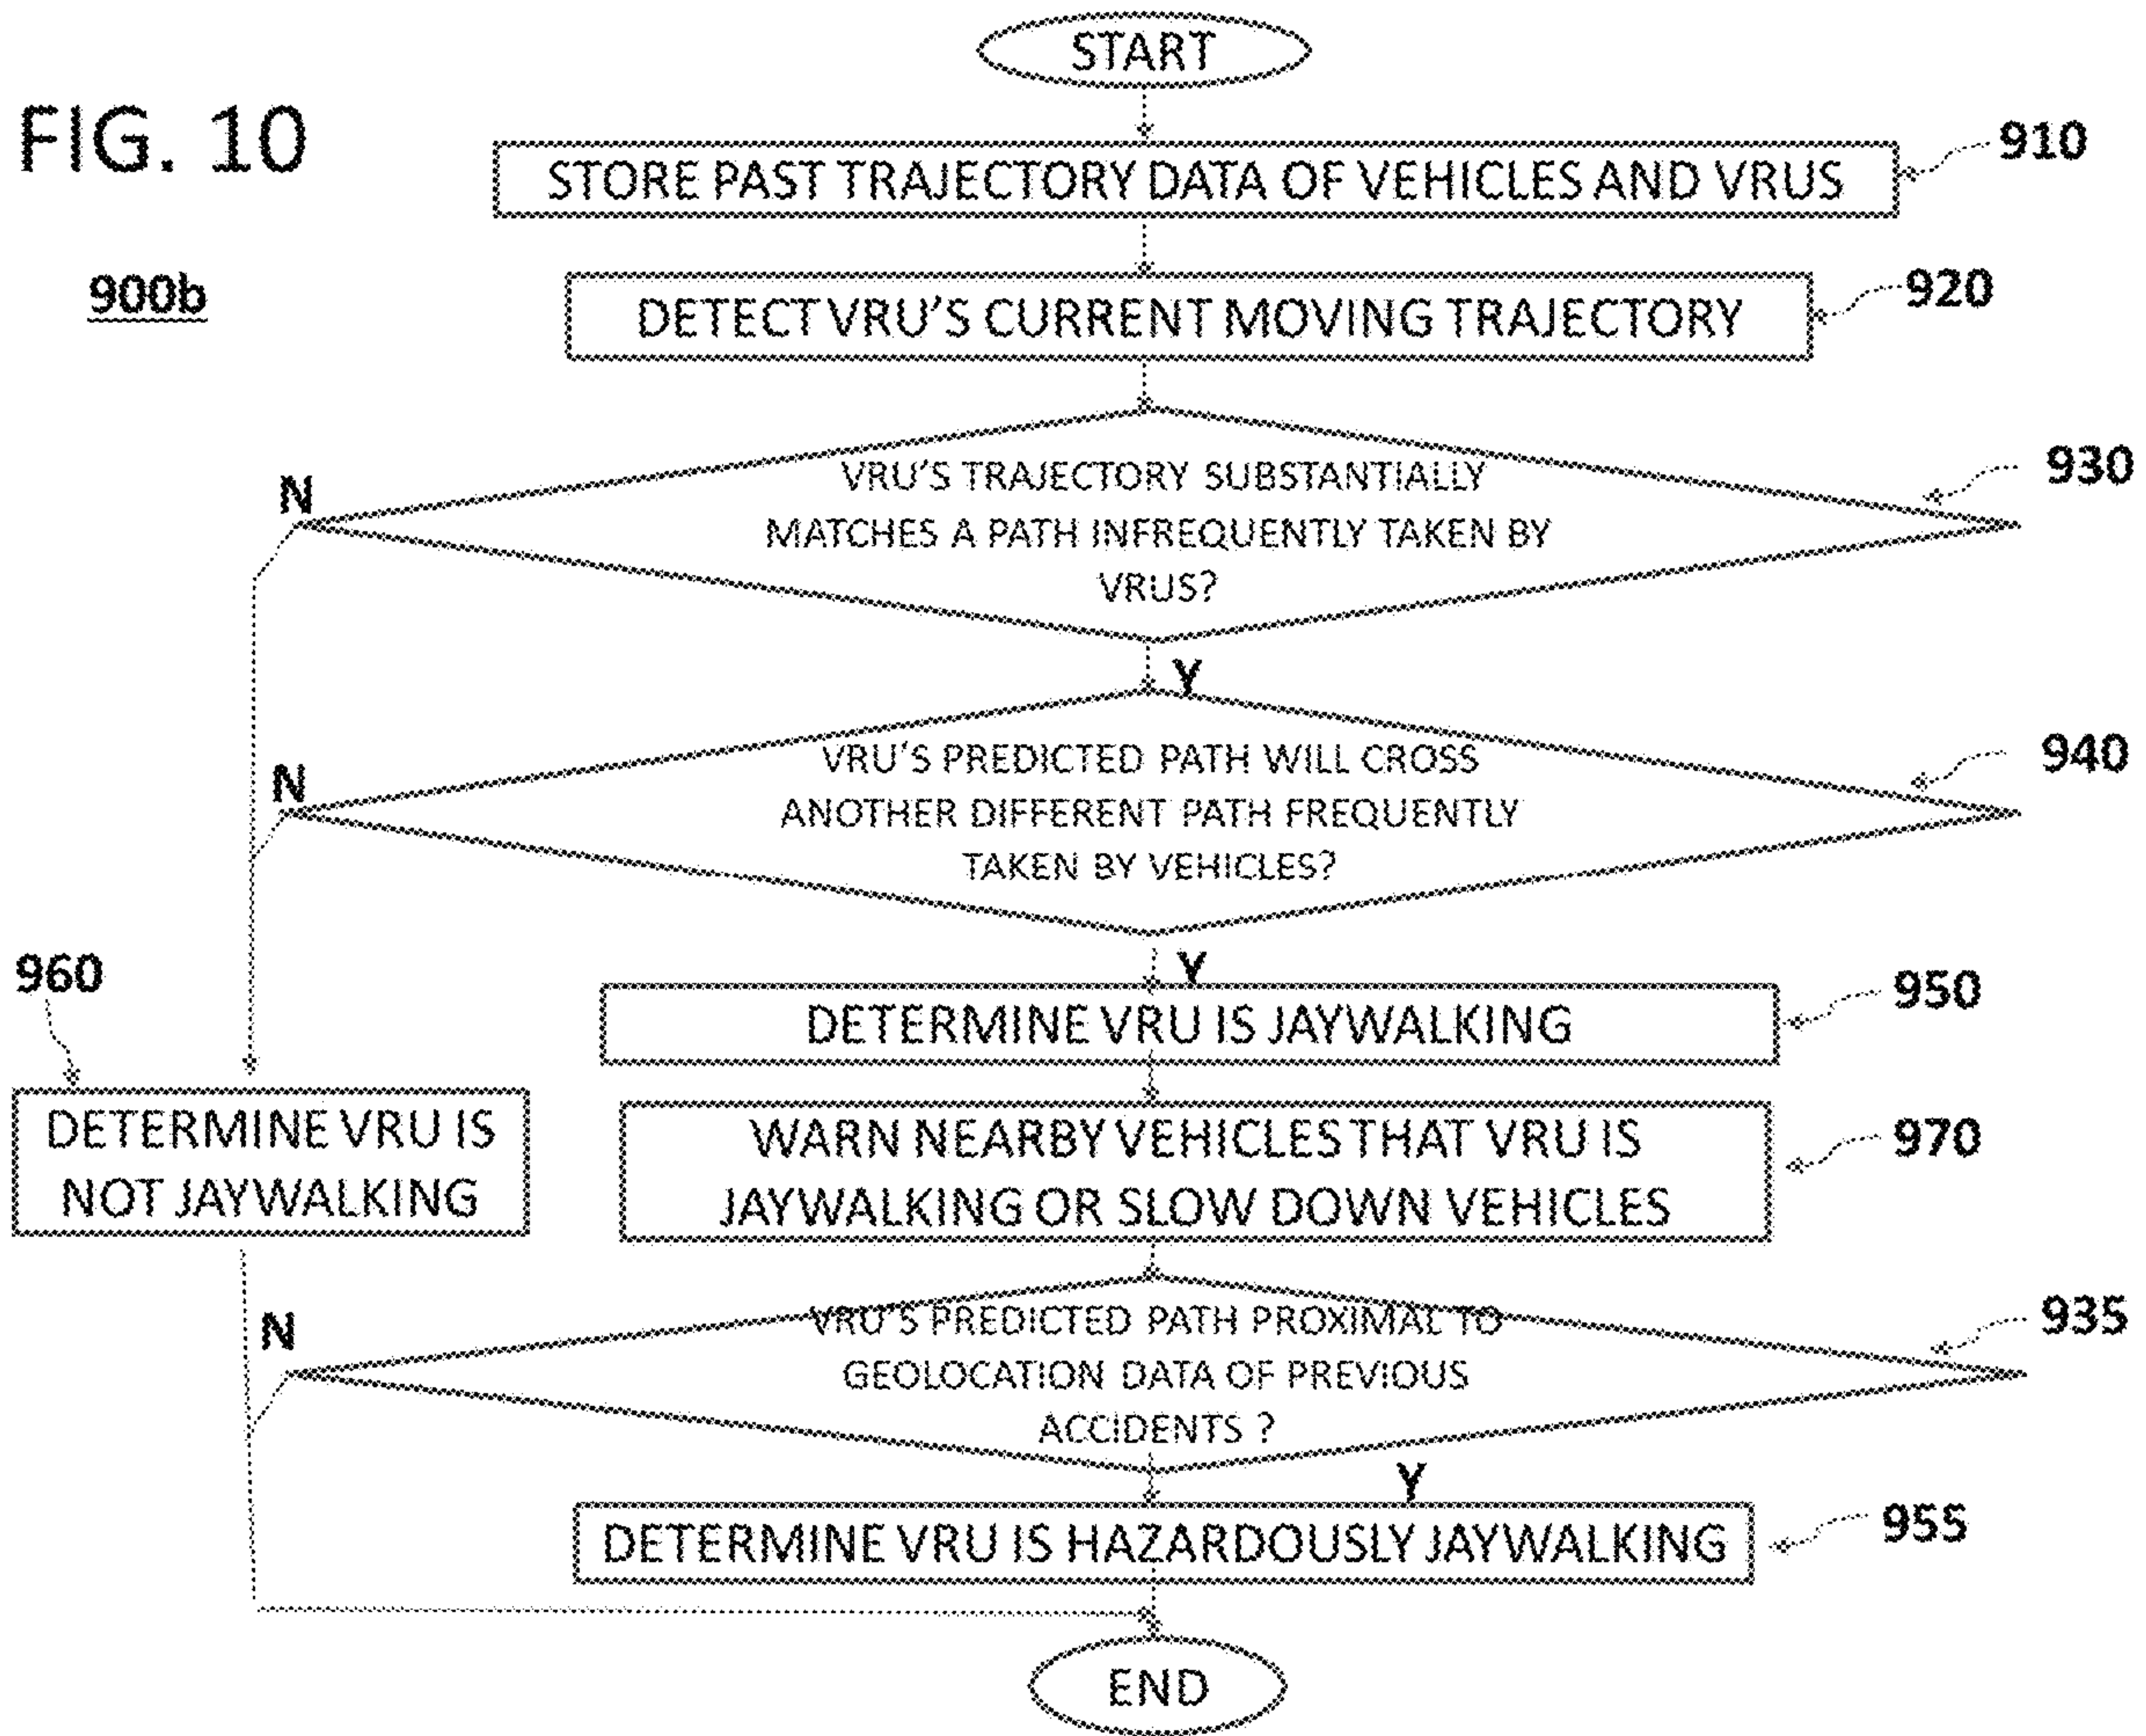 START
FIG. 10
910
STORE PAST TRAJECTORY DATA OF VEHICLES AND VRUS
900b
920
DETECT VRU'S CURRENT MOVING TRAJECTORY
930
N
VRU'S TRAJECTORY SUBSTANTIALLY
MATCHES A PATH INFREQUENTLY TAKEN BY
VRUS?
Y
940
N
VRU'S PREDICTED PATH WILL CROSS
ANOTHER DIFFERENT PATH FREQUENTLY
TAKEN BY VEHICLES?
Y
960
950
DETERMINE VRU IS JAYWALKING
DETERMINE VRU IS
NOT JAYWALKING
970
WARN NEARBY VEHICLES THAT VRU IS
JAYWALKING OR SLOW DOWN VEHICLES
935
N
VRU'S PREDICTED PATH PROXIMAL TO
GEOLOCATION DATA OF PREVIOUS
ACCIDENTS ?
Y
955
DETERMINE VRU IS HAZARDOUSLY JAYWALKING
END